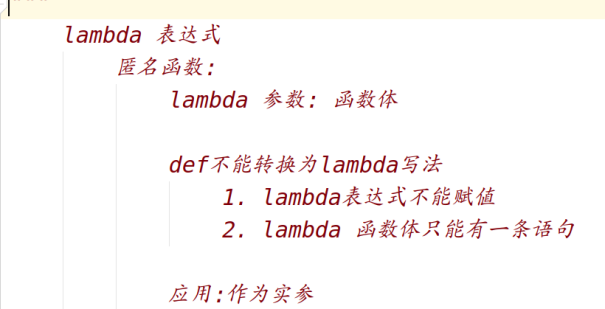 lambda 表达式
匿名函数:
lambda 参数: 函数体
def不能转换为lambda写法
1. lambda表达式不能赋值
2. lambda 函数体只能有一条语句
应用:作为实参